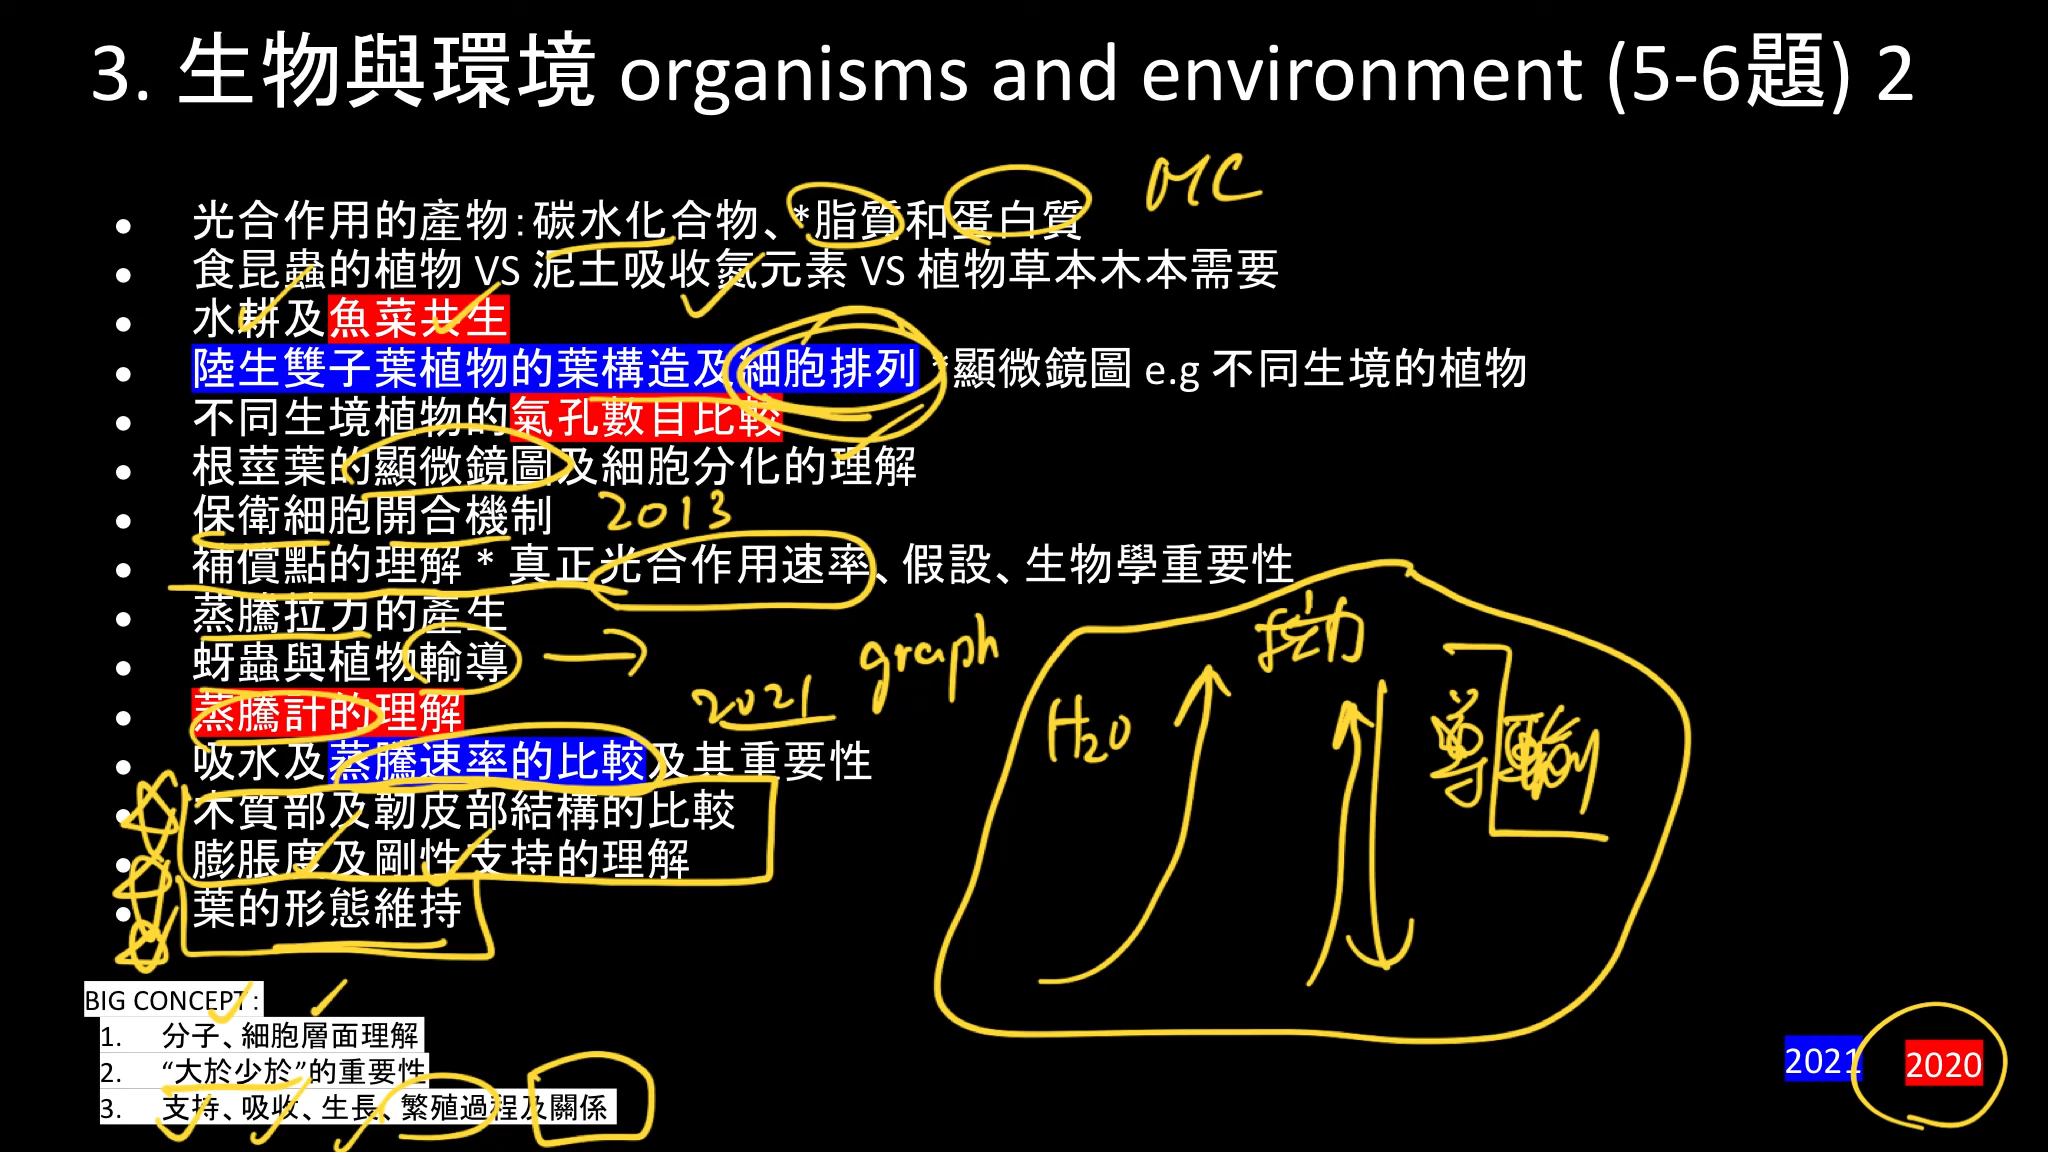 3. 生物與環境 organisms and environment (5-6題) 2
MC
• 光合作用的產物：碳水化合物、*脂質和蛋白質
• 食昆蟲的植物 VS 泥土吸收氮元素 VS 植物草本木本需要
• 水耕及魚菜共生
• 陸生雙子葉植物的葉構造及細胞排列 *顯微鏡圖 e.g 不同生境的植物
• 不同生境植物的氣孔數目比較
• 根莖葉的顯微鏡圖及細胞分化的理解
• 保衛細胞開合機制 2013
• 補償點的理解 * 真正光合作用速率、假設、生物學重要性
• 蒸騰拉力的產生
• 蚜蟲與植物輸導
• 蒸騰計的理解
2021 graph
• 吸水及蒸騰速率的比較及其重要性
• 木質部及韌皮部結構的比較
• 膨脹度及剛性支持的理解
• 葉的形態維持
H₂O
拉力
導
輸
BIG CONCEPT：
1. 分子、細胞層面理解
2. “大於少於”的重要性
3. 支持、吸收、生長、繁殖過程及關係
2021 2020